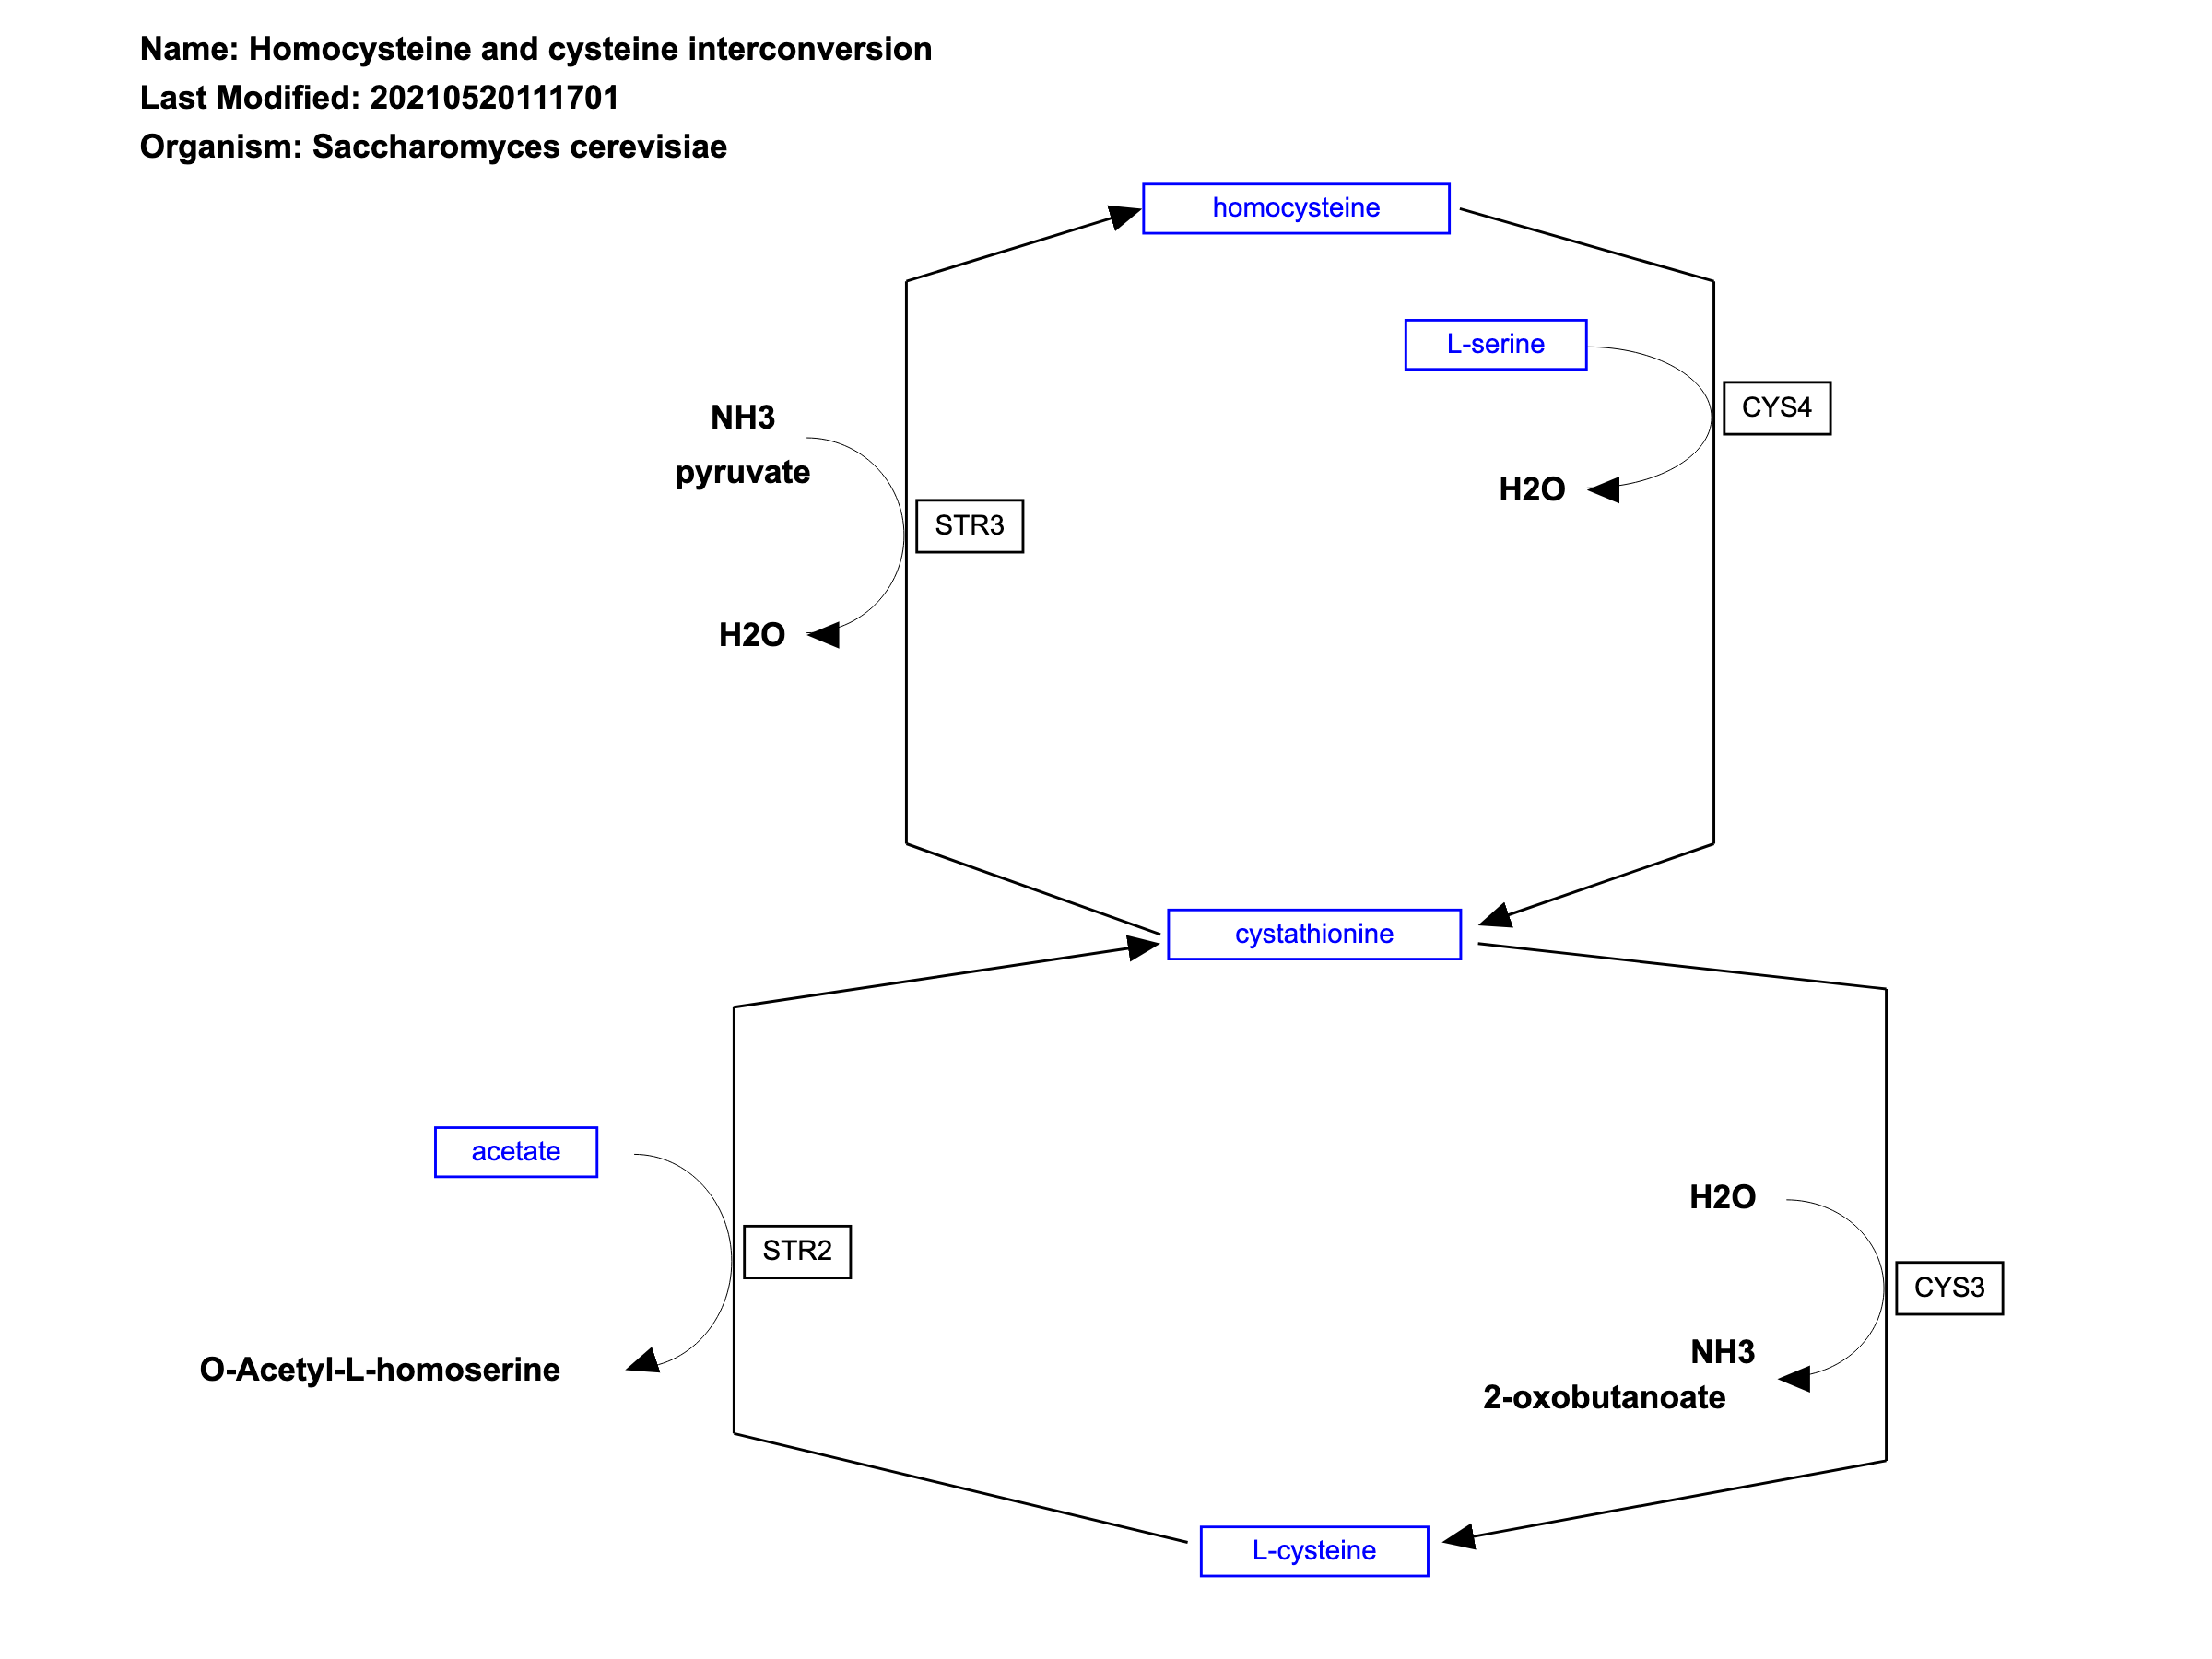 Name: Homocysteine and cysteine interconversion
Last Modified: 20210520111701
Organism: Saccharomyces cerevisiae
homocysteine
L-serine
CYS4
NH3
pyruvate
H2O
STR3
H2O
cystathionine
acetate
H2O
STR2
CYS3
NH3
O-Acetyl-L-homoserine
2-oxobutanoate
L-cysteine